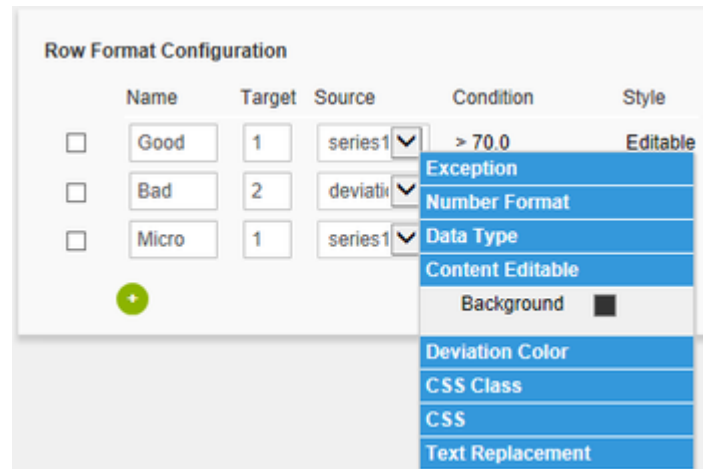 Row Format Configuration
Name Target Source Condition Style
Good 1 series1 > 70.0 Editable
Exception
Bad 2 deviatio
Number Format
Micro 1 series1 Data Type
Content Editable
+ Background
Deviation Color
CSS Class
CSS
Text Replacement